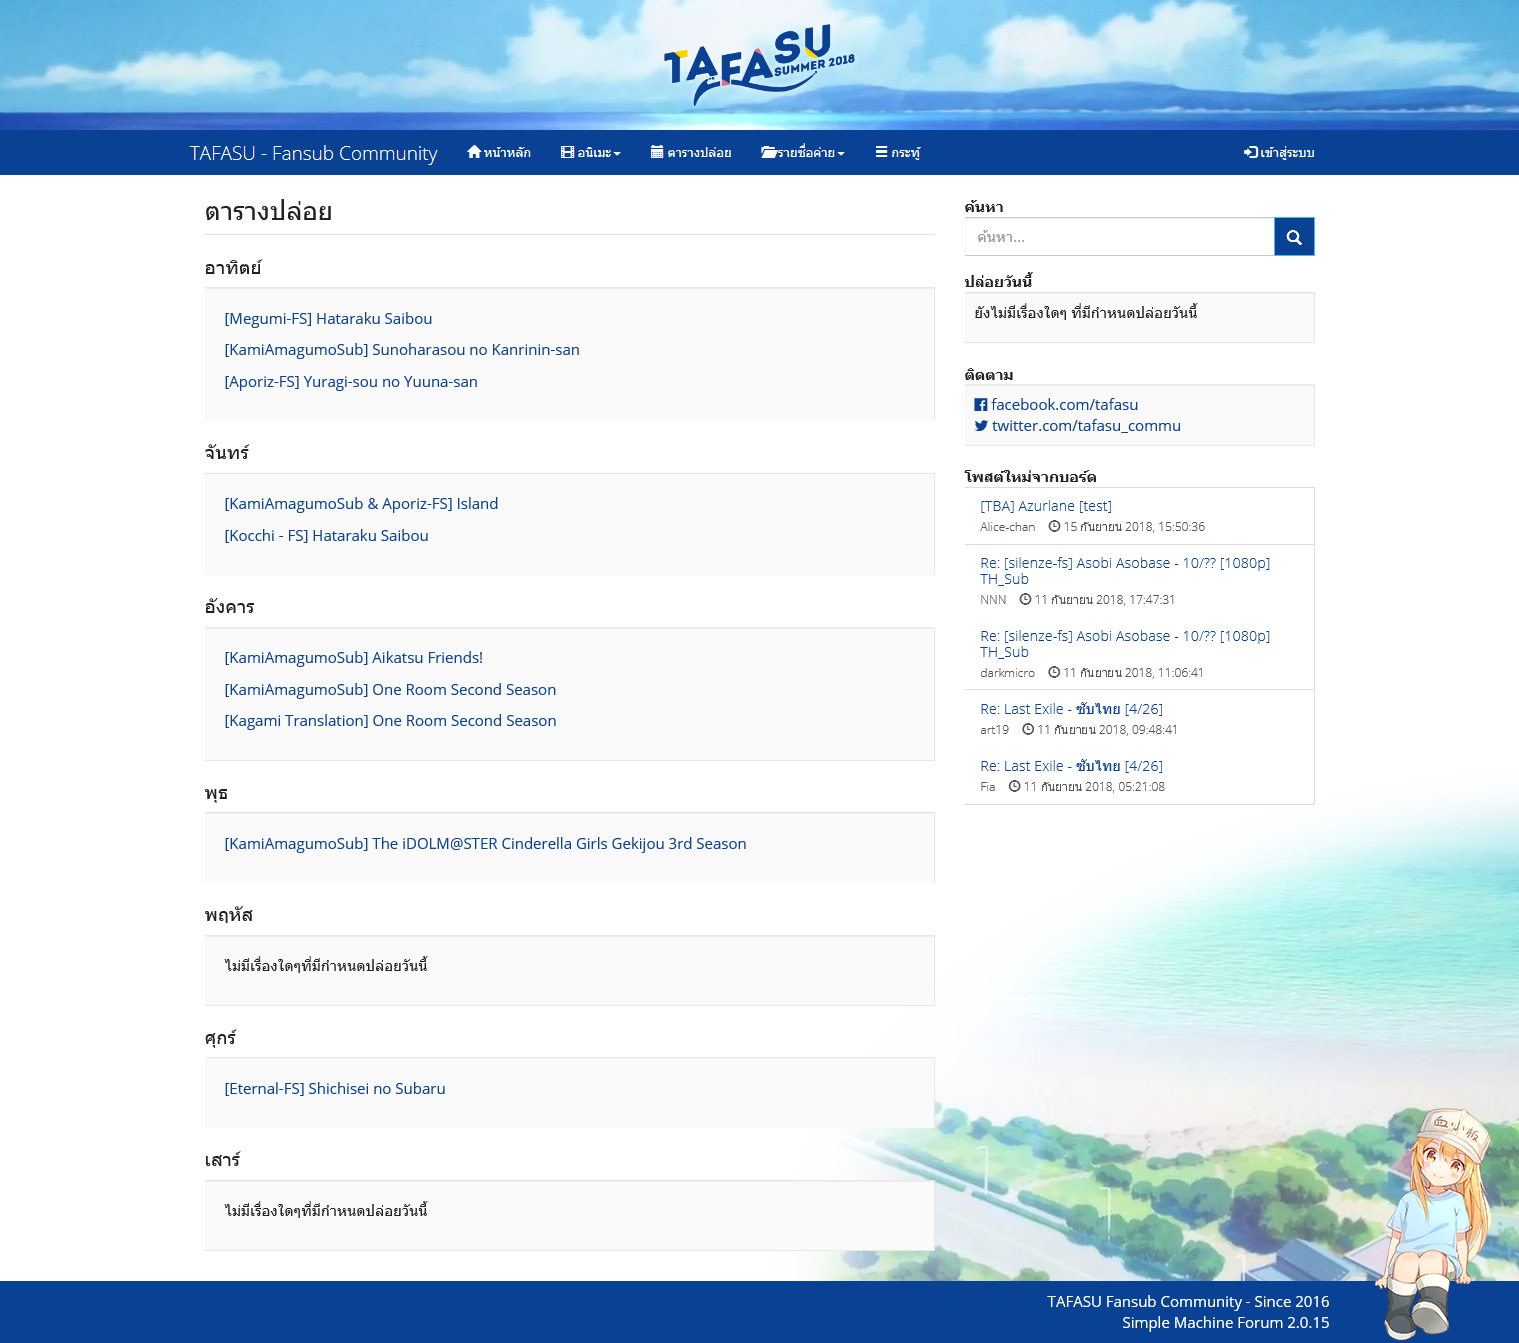 TAFASU
SUMMER 2018
TAFASU - Fansub Community
หน้าหลัก
อนิเมะ
ตารางปล่อย
รายชื่อค่าย
กระทู้
เข้าสู่ระบบ
ตารางปล่อย
อาทิตย์
[Megumi-FS] Hataraku Saibou
[KamiAmagumoSub] Sunoharasou no Kanrinin-san
[Aporiz-FS] Yuragi-sou no Yuuna-san
จันทร์
[KamiAmagumoSub & Aporiz-FS] Island
[Kocchi - FS] Hataraku Saibou
อังคาร
[KamiAmagumoSub] Aikatsu Friends!
[KamiAmagumoSub] One Room Second Season
[Kagami Translation] One Room Second Season
พุธ
[KamiAmagumoSub] The iDOLM@STER Cinderella Girls Gekijou 3rd Season
พฤหัส
ไม่มีเรื่องใดๆที่มีกำหนดปล่อยวันนี้
ศุกร์
[Eternal-FS] Shichisei no Subaru
เสาร์
ไม่มีเรื่องใดๆที่มีกำหนดปล่อยวันนี้
ค้นหา
ค้นหา...
ปล่อยวันนี้
ยังไม่มีเรื่องใดๆ ที่มีกำหนดปล่อยวันนี้
ติดตาม
facebook.com/tafasu
twitter.com/tafasu_commu
โพสต์ใหม่จากบอร์ด
[TBA] Azurlane [test]
Alice-chan 15 กันยายน 2018, 15:50:36
Re: [silenze-fs] Asobi Asobase - 10/?? [1080p]
TH_Sub
NNN 11 กันยายน 2018, 17:47:31
Re: [silenze-fs] Asobi Asobase - 10/?? [1080p]
TH_Sub
darkmicro 11 กันยายน 2018, 11:06:41
Re: Last Exile - ซับไทย [4/26]
art19 11 กันยายน 2018, 09:48:41
Re: Last Exile - ซับไทย [4/26]
Fia 11 กันยายน 2018, 05:21:08
血小板
TAFASU Fansub Community - Since 2016
Simple Machine Forum 2.0.15